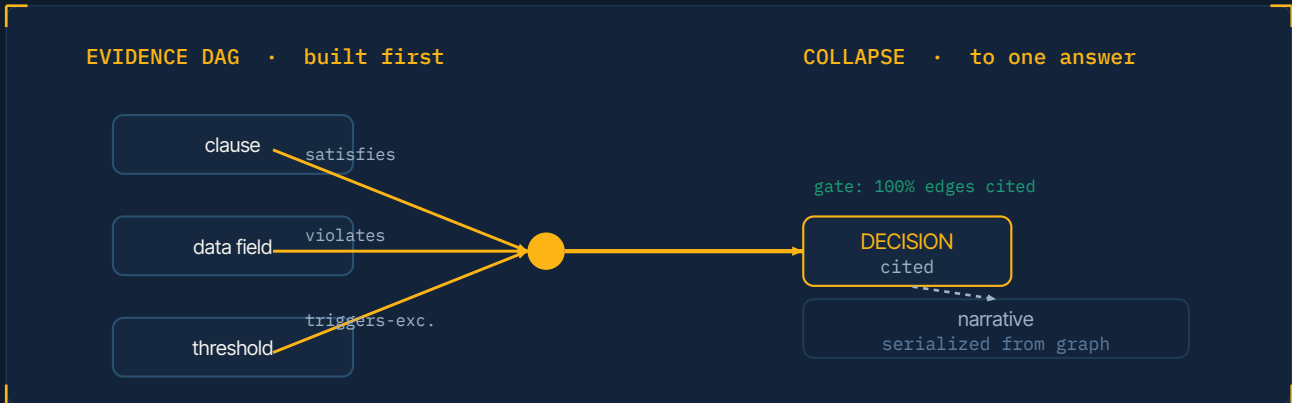 EVIDENCE DAG · built first
COLLAPSE · to one answer
clause
satisfies
gate: 100% edges cited
data field
violates
DECISION
cited
triggers-exc.
threshold
narrative
serialized from graph